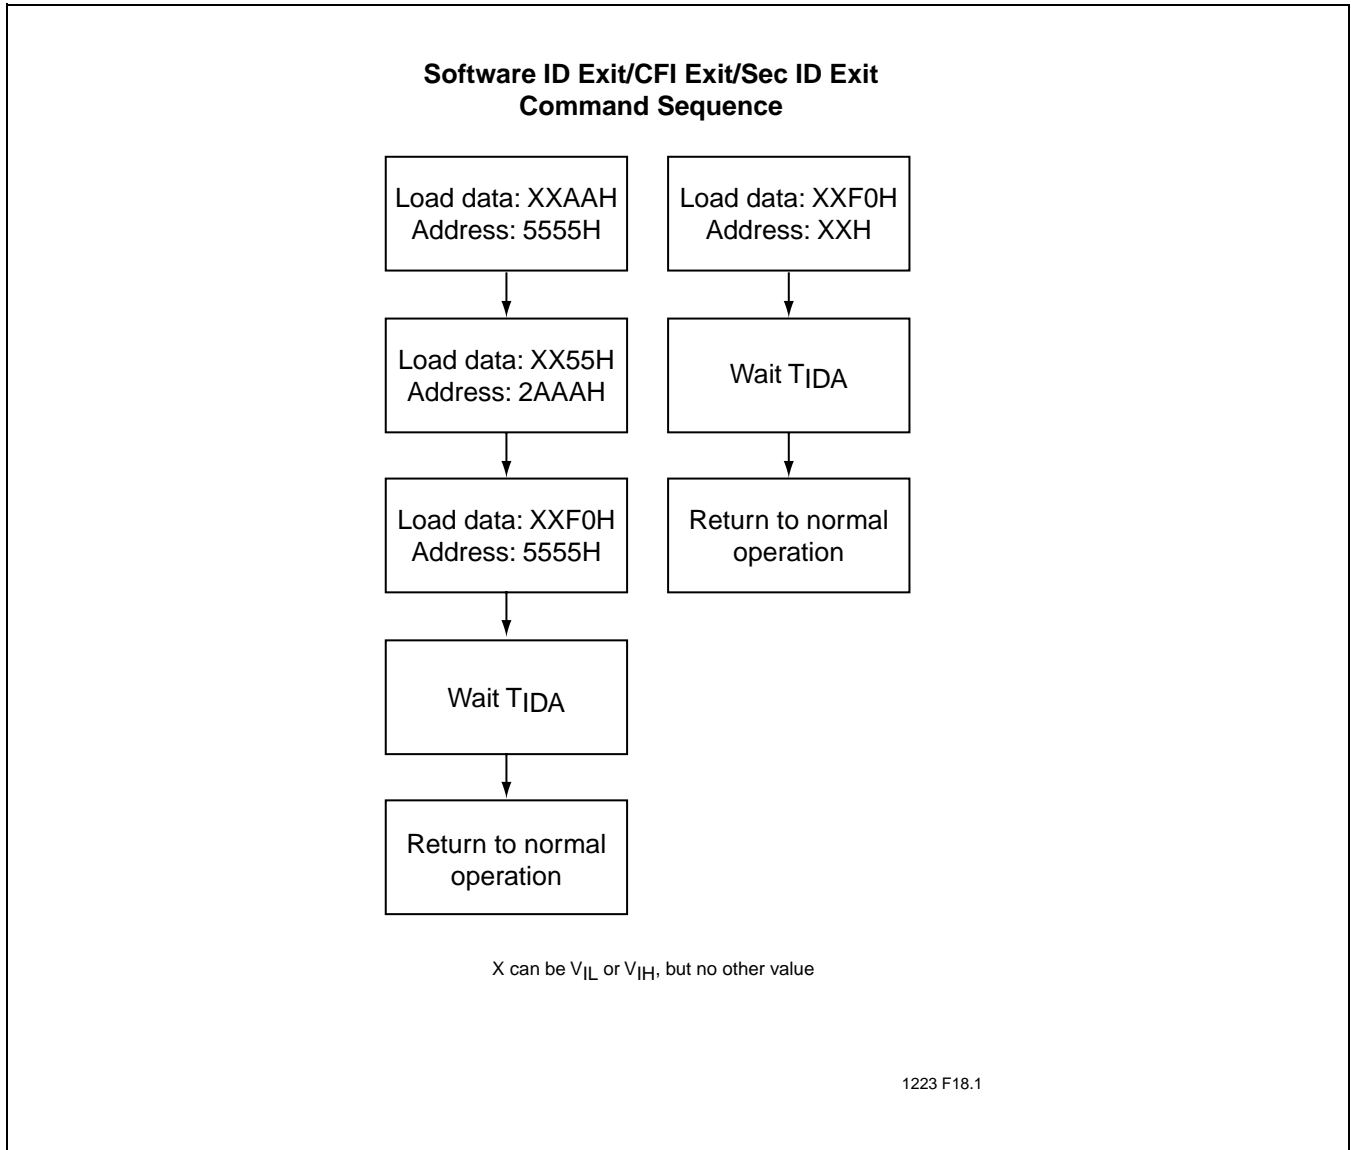 Software ID Exit/CFI Exit/Sec ID Exit
Command Sequence
Load data: XXAAH
Address: 5555H
Load data: XX55H
Address: 2AAAH
Load data: XXF0H
Address: 5555H
Wait TIDA
Return to normal
operation
Load data: XXF0H
Address: XXH
Wait TIDA
Return to normal
operation
X can be VIL or VIH, but no other value
1223 F18.1